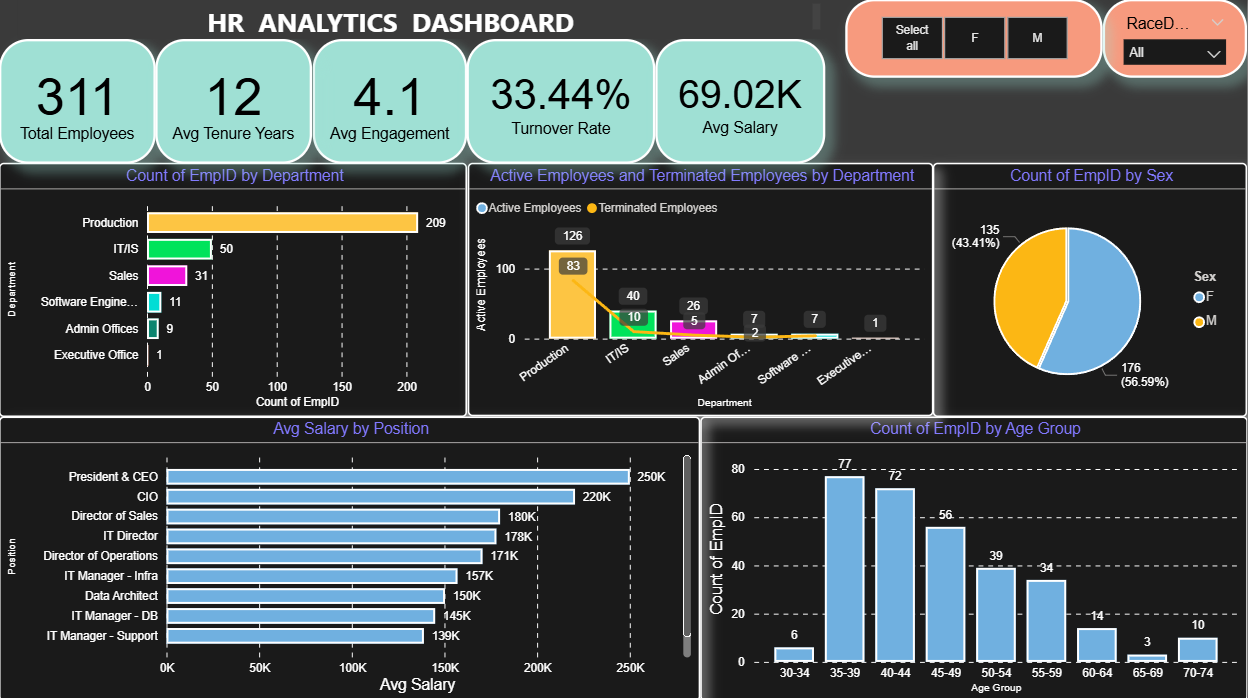 HR ANALYTICS DASHBOARD
Select all
F
M
RaceD...
All
311
Total Employees
12
Avg Tenure Years
4.1
Avg Engagement
33.44%
Turnover Rate
69.02K
Avg Salary
Count of EmpID by Department
Department
Production 209
IT/IS 50
Sales 31
Software Engine... 11
Admin Offices 9
Executive Office 1
0 50 100 150 200
Count of EmpID
Active Employees and Terminated Employees by Department
Active Employees Terminated Employees
Active Employees
100
0
126
83
40
10
26
5
7
2
7
1
Production IT/IS Sales Admin Of... Software ... Executive...
Department
Count of EmpID by Sex
135
(43.41%)
176
(56.59%)
Sex
F
M
Avg Salary by Position
Position
President & CEO 250K
CIO 220K
Director of Sales 180K
IT Director 178K
Director of Operations 171K
IT Manager - Infra 157K
Data Architect 150K
IT Manager - DB 145K
IT Manager - Support 139K
0K 50K 100K 150K 200K 250K
Avg Salary
Count of EmpID by Age Group
Count of EmpID
80
60
40
20
0
6 77 72 56 39 34 14 3 10
30-34 35-39 40-44 45-49 50-54 55-59 60-64 65-69 70-74
Age Group